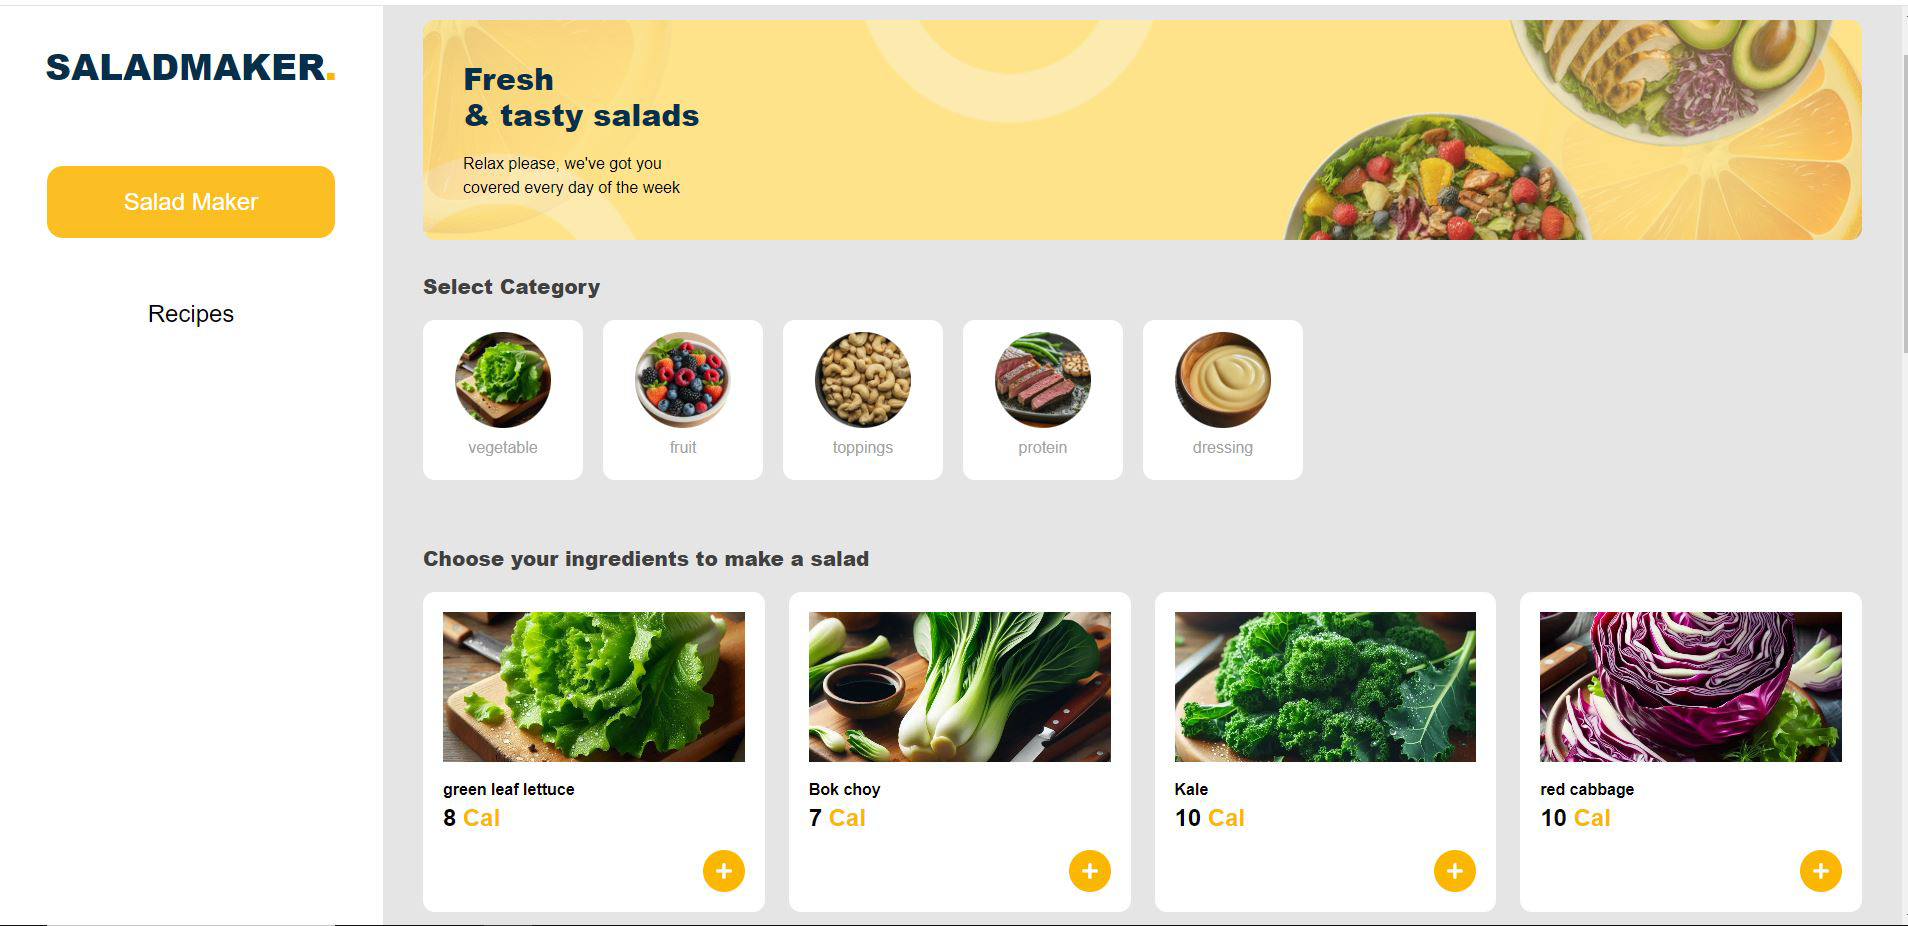 SALADMAKER.
Salad Maker
Recipes
Fresh
& tasty salads
Relax please, we've got you
covered every day of the week
Select Category
vegetable
fruit
toppings
protein
dressing
Choose your ingredients to make a salad
green leaf lettuce
8 Cal
Bok choy
7 Cal
Kale
10 Cal
red cabbage
10 Cal